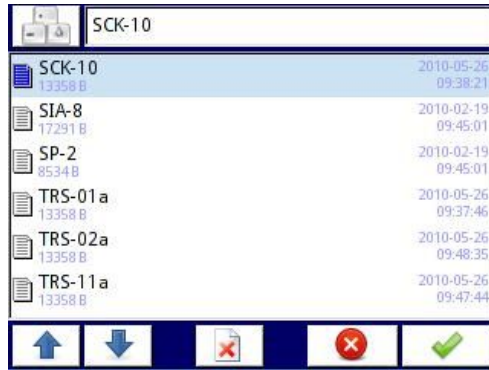 SCK-10
SCK-10 2010-05-26
13358 B 09:38:21
SIA-8 2010-02-19
17291 B 09:45:01
SP-2 2010-02-19
8534 B 09:45:01
TRS-01a 2010-05-26
13358 B 09:37:46
TRS-02a 2010-05-26
13358 B 09:48:35
TRS-11a 2010-05-26
13358 B 09:47:44